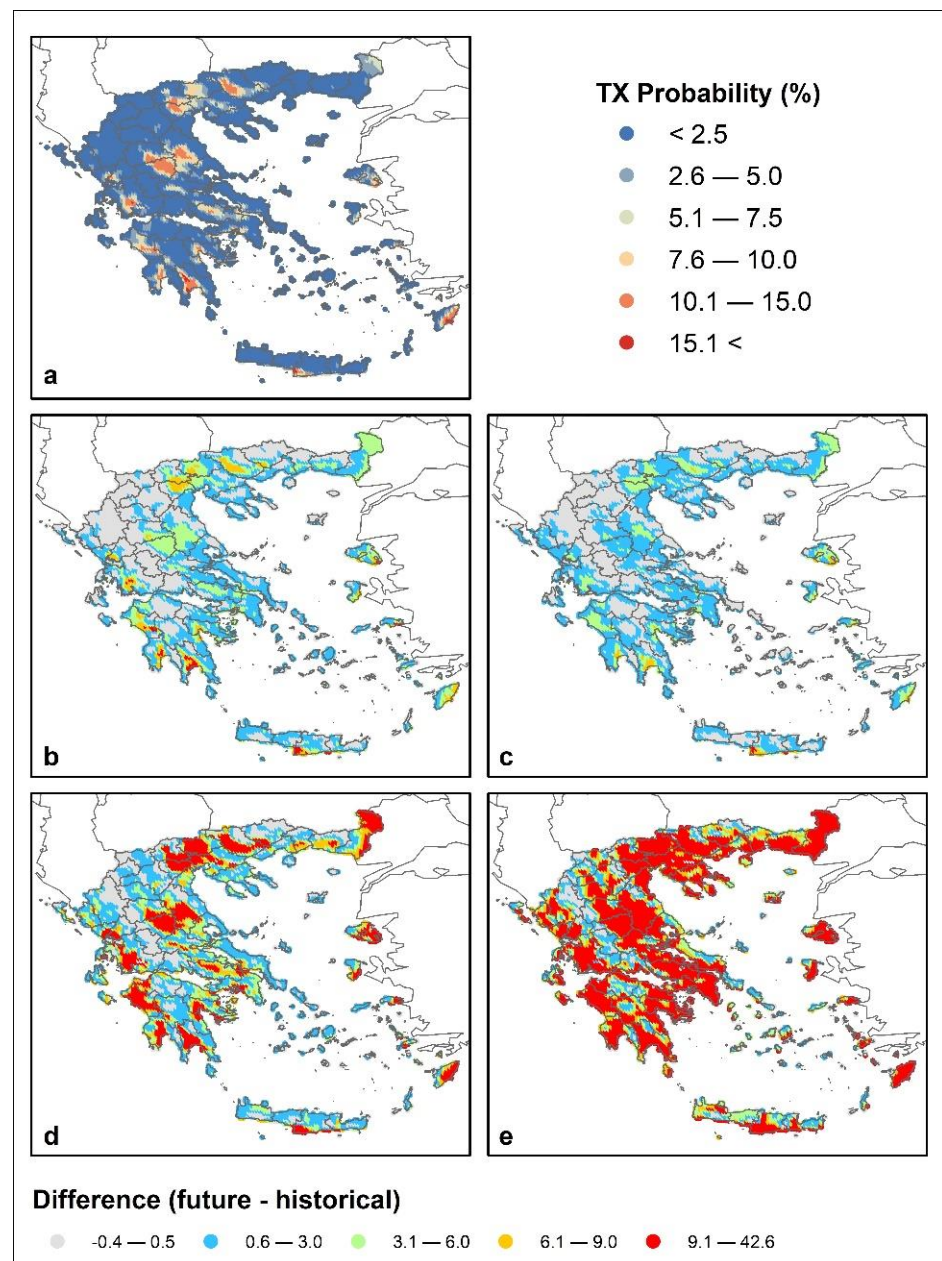 TX Probability (%)
< 2.5
2.6 — 5.0
5.1 — 7.5
7.6 — 10.0
10.1 — 15.0
15.1 <
a
b
c
d
e
Difference (future - historical)
-0.4 — 0.5
0.6 — 3.0
3.1 — 6.0
6.1 — 9.0
9.1 — 42.6